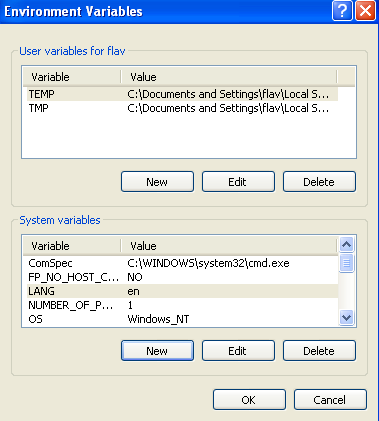 Environment Variables
User variables for flav
Variable Value
TEMP C:\Documents and Settings\flav\Local S...
TMP C:\Documents and Settings\flav\Local S...
New Edit Delete
System variables
Variable Value
ComSpec C:\WINDOWS\system32\cmd.exe
FP_NO_HOST_C... NO
LANG en
NUMBER_OF_P... 1
OS Windows_NT
New Edit Delete
OK Cancel